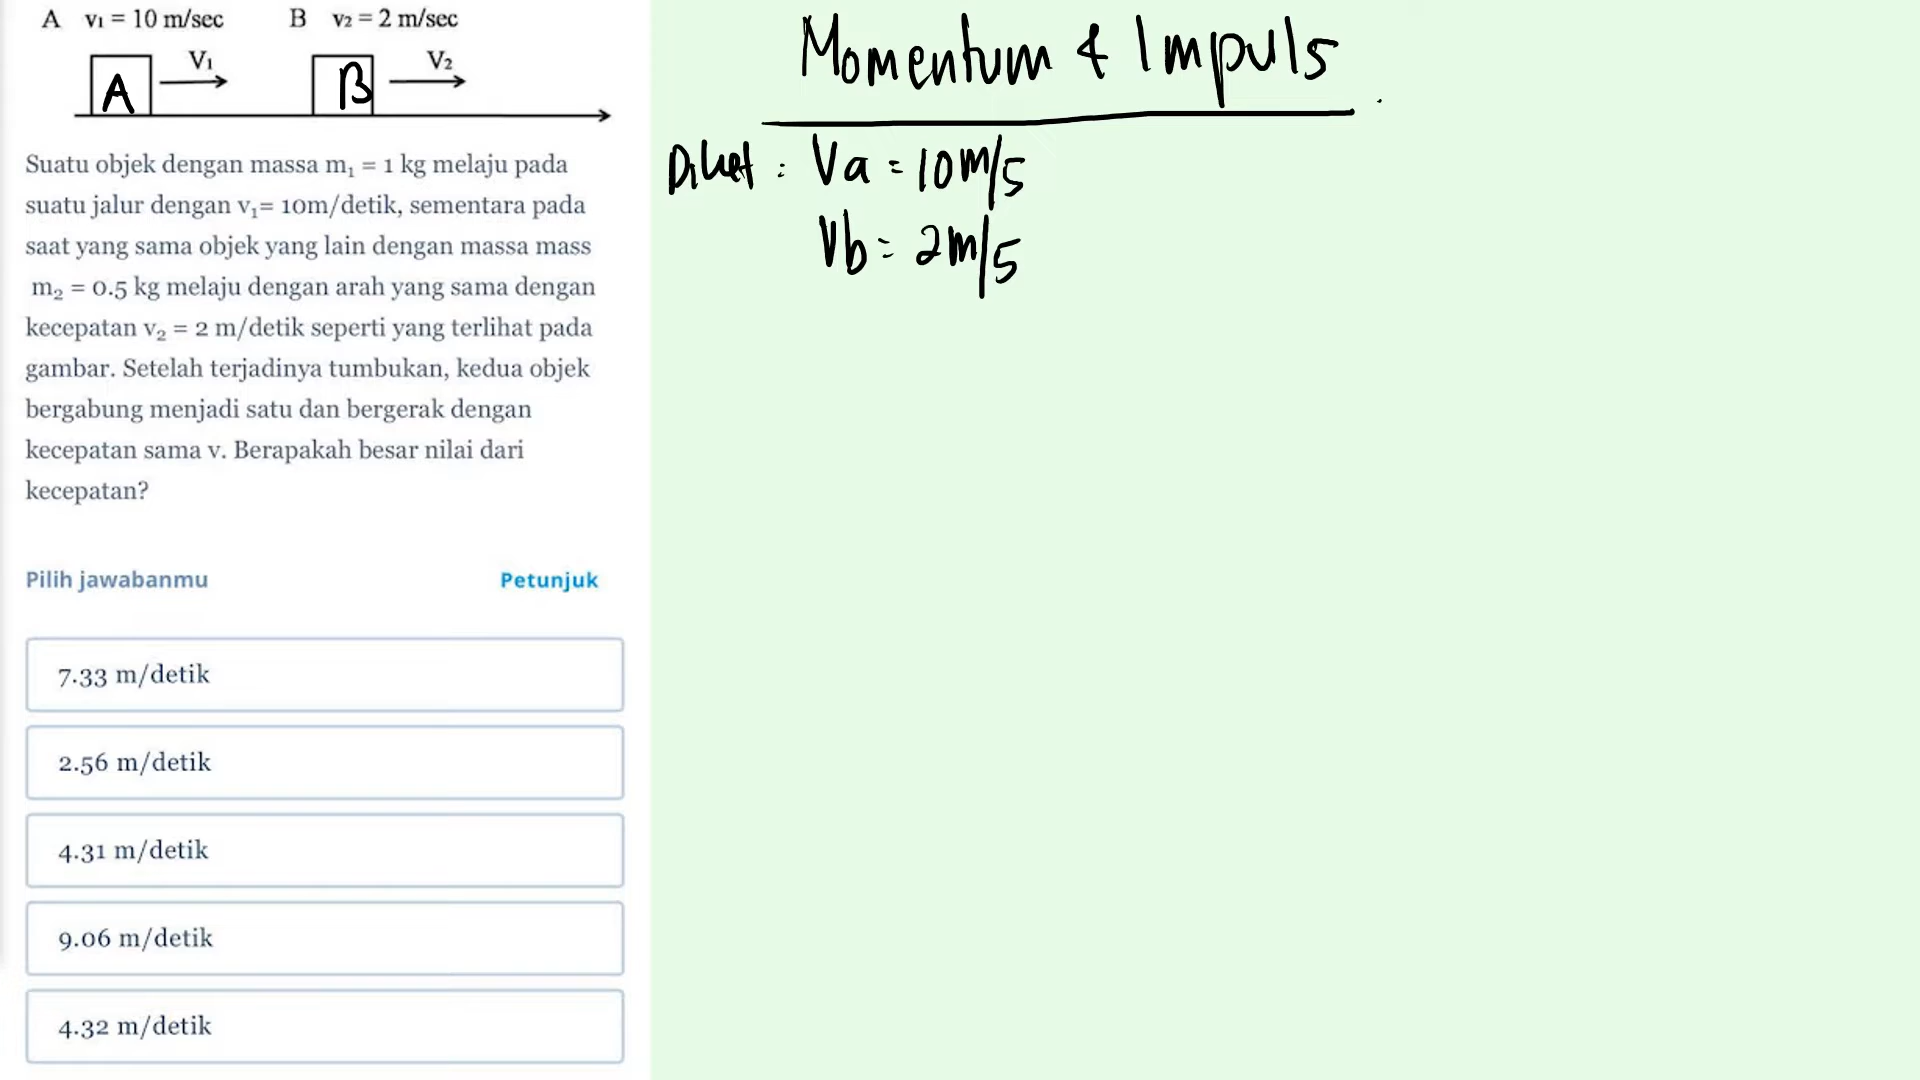 A v₁ = 10 m/sec B v₂ = 2 m/sec
V₁ V₂
A B
Suatu objek dengan massa m₁ = 1 kg melaju pada
suatu jalur dengan v₁= 10m/detik, sementara pada
saat yang sama objek yang lain dengan massa mass
m₂ = 0.5 kg melaju dengan arah yang sama dengan
kecepatan v₂ = 2 m/detik seperti yang terlihat pada
gambar. Setelah terjadinya tumbukan, kedua objek
bergabung menjadi satu dan bergerak dengan
kecepatan sama v. Berapakah besar nilai dari
kecepatan?
Pilih jawabanmu Petunjuk
7.33 m/detik
2.56 m/detik
4.31 m/detik
9.06 m/detik
4.32 m/detik
Momentum & Impuls
Diket : Va = 10 m/s
Vb = 2 m/s